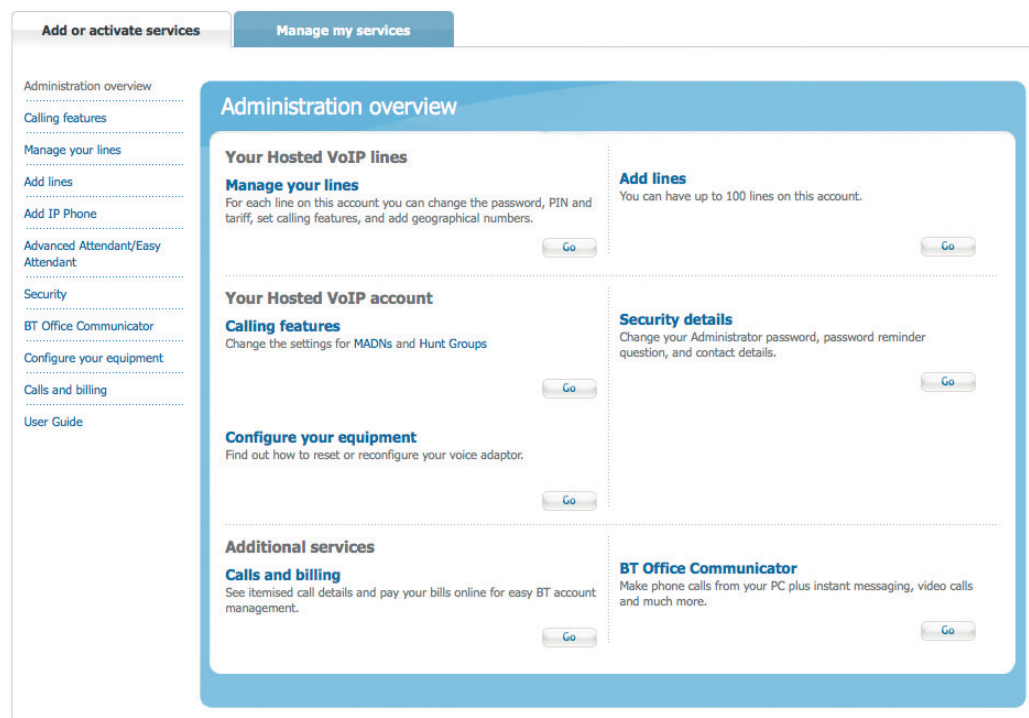 Add or activate services
Manage my services
Administration overview
Calling features
Manage your lines
Add lines
Add IP Phone
Advanced Attendant/Easy
Attendant
Security
BT Office Communicator
Configure your equipment
Calls and billing
User Guide
Administration overview
Your Hosted VoIP lines
Manage your lines
For each line on this account you can change the password, PIN and
tariff, set calling features, and add geographical numbers.
Go
Add lines
You can have up to 100 lines on this account.
Go
Your Hosted VoIP account
Calling features
Change the settings for MADNs and Hunt Groups
Go
Security details
Change your Administrator password, password reminder
question, and contact details.
Go
Configure your equipment
Find out how to reset or reconfigure your voice adaptor.
Go
Additional services
Calls and billing
See itemised call details and pay your bills online for easy BT account
management.
Go
BT Office Communicator
Make phone calls from your PC plus instant messaging, video calls
and much more.
Go